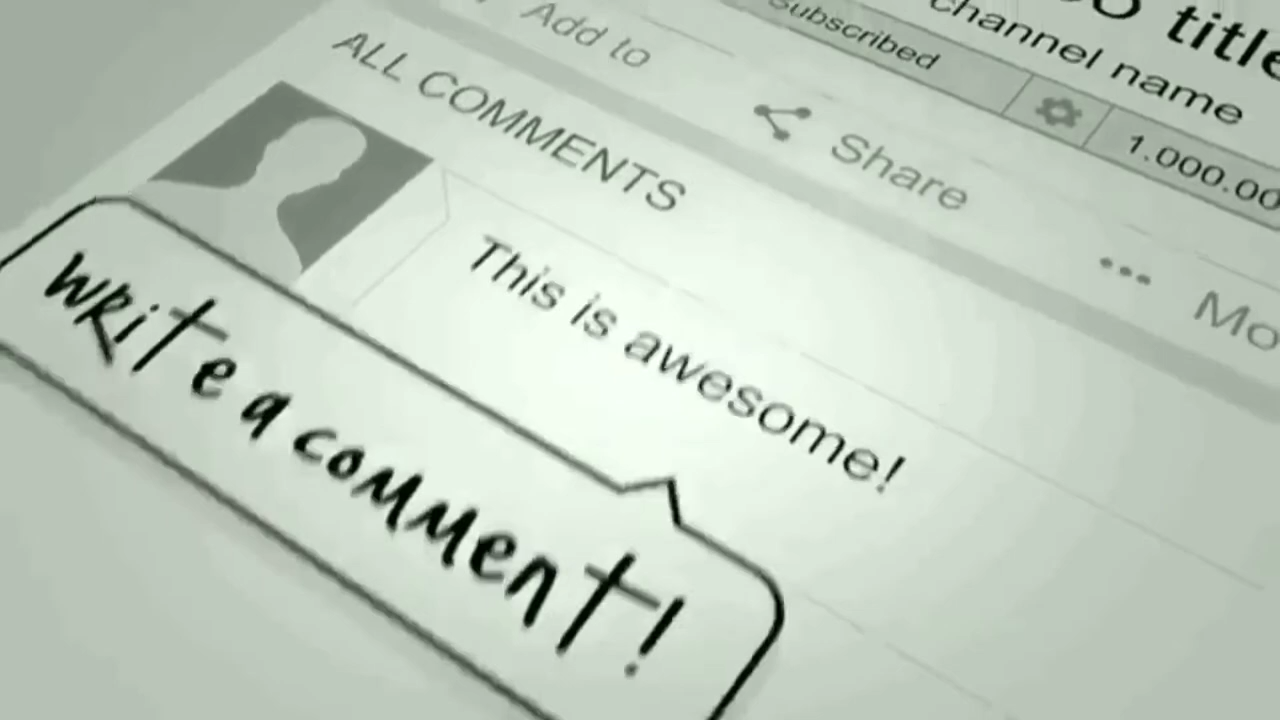 title
channel name
Subscribed
1.000.00
Add to
Share
••• Mo
ALL COMMENTS
This is awesome!
WRite a comment!